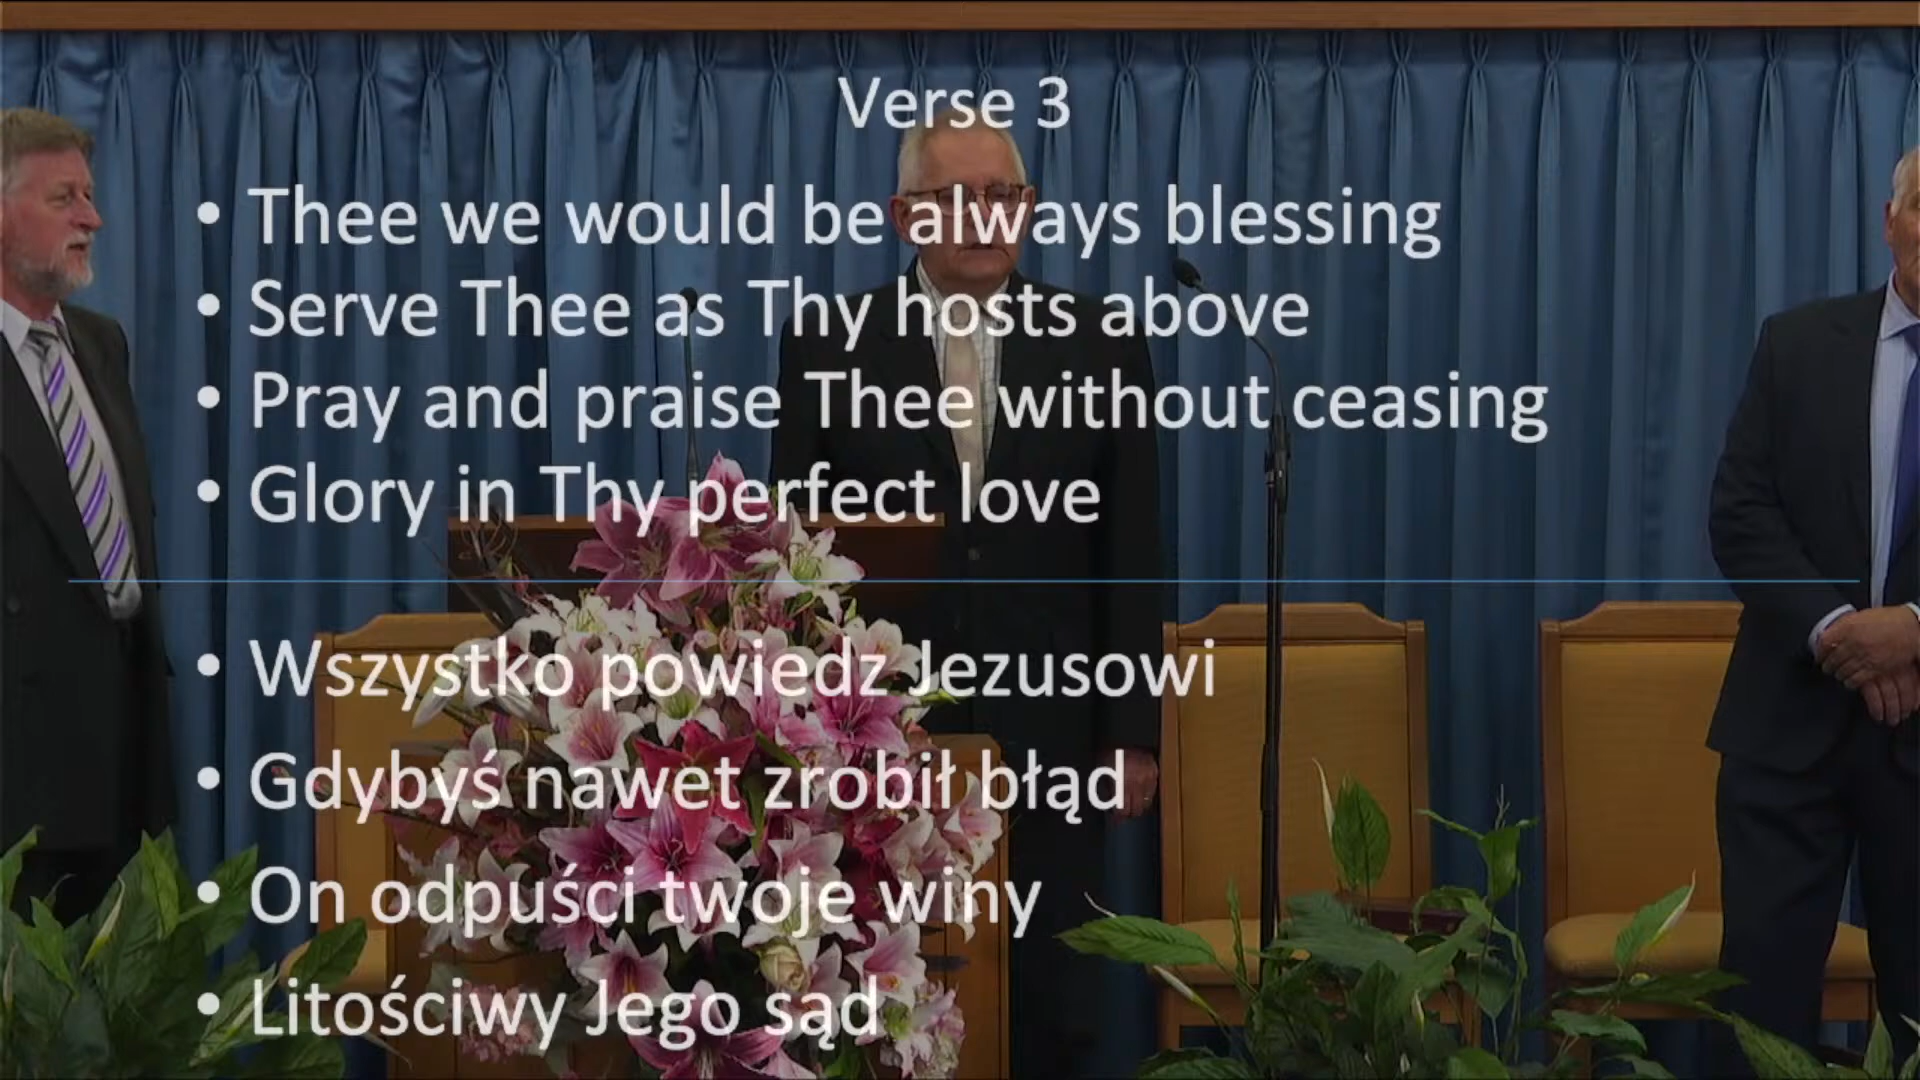 Verse 3
• Thee we would be always blessing
• Serve Thee as Thy hosts above
• Pray and praise Thee without ceasing
• Glory in Thy perfect love
• Wszystko powiedz Jezusowi
• Gdybyś nawet zrobił błąd
• On odpuści twoje winy
• Litościwy Jego sąd